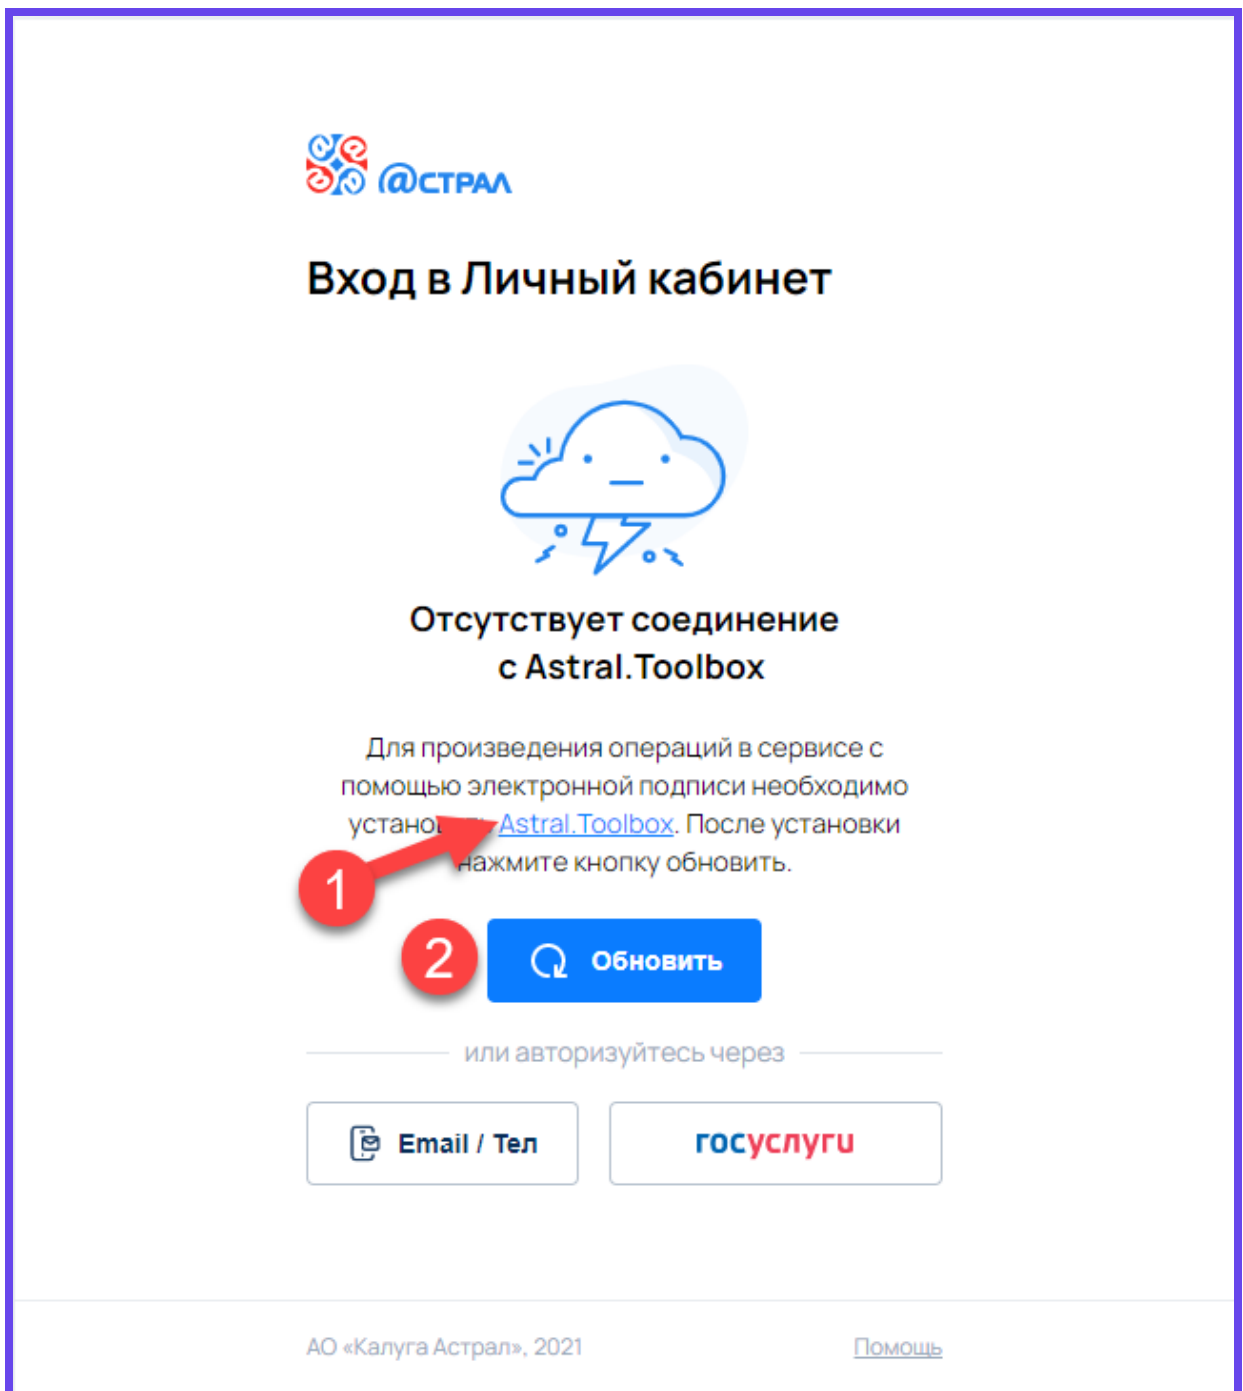 @СТРАЛ
Вход в Личный кабинет
Отсутствует соединение
с Astral.Toolbox
Для произведения операций в сервисе с
помощью электронной подписи необходимо
Astral.Toolbox. После установки
нажмите кнопку обновить.
1
2
Обновить
или авторизуйтесь через
Email / Тел
госуслуги
АО «Калуга Астрал», 2021
Помощь